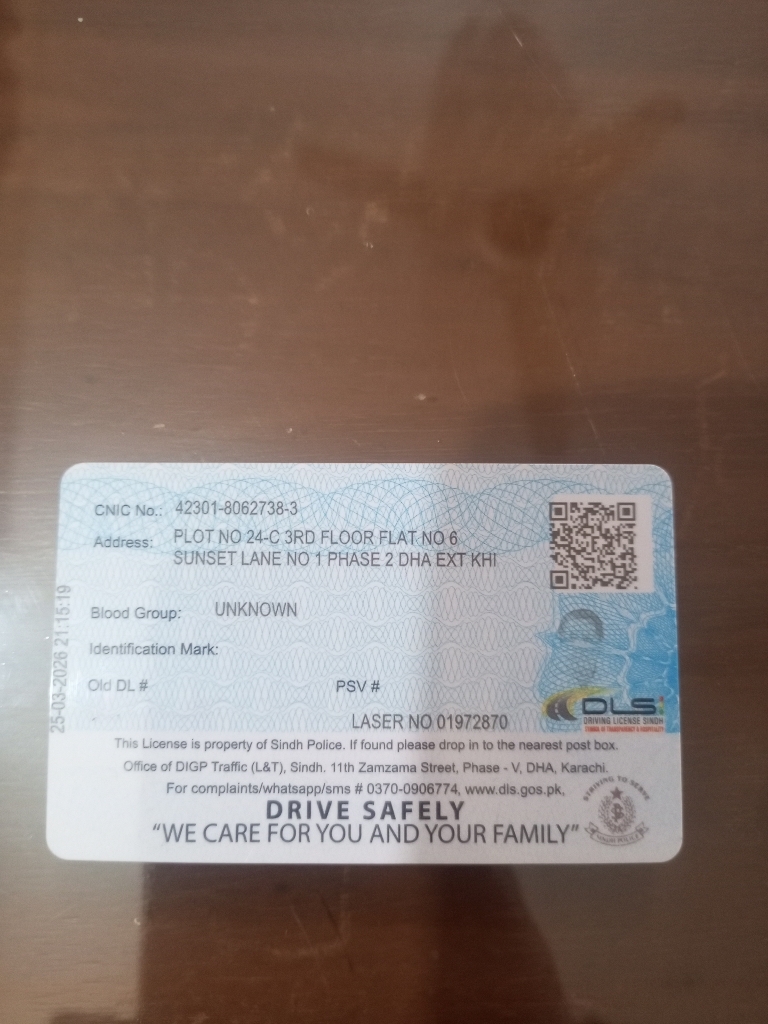 CNIC No.: 42301-8062738-3
Address: PLOT NO 24-C 3RD FLOOR FLAT NO 6
SUNSET LANE NO 1 PHASE 2 DHA EXT KHI
Blood Group: UNKNOWN
Identification Mark:
Old DL # PSV #
LASER NO 01972870
25-03-2026 21:15:19
DLS
DRIVING LICENSE SINDH
This License is property of Sindh Police. If found please drop in to the nearest post box.
Office of DIGP Traffic (L&T), Sindh. 11th Zamzama Street, Phase - V, DHA, Karachi.
For complaints/whatsapp/sms # 0370-0906774, www.dls.gos.pk,
DRIVE SAFELY
"WE CARE FOR YOU AND YOUR FAMILY"
STRIVING TO SERVE